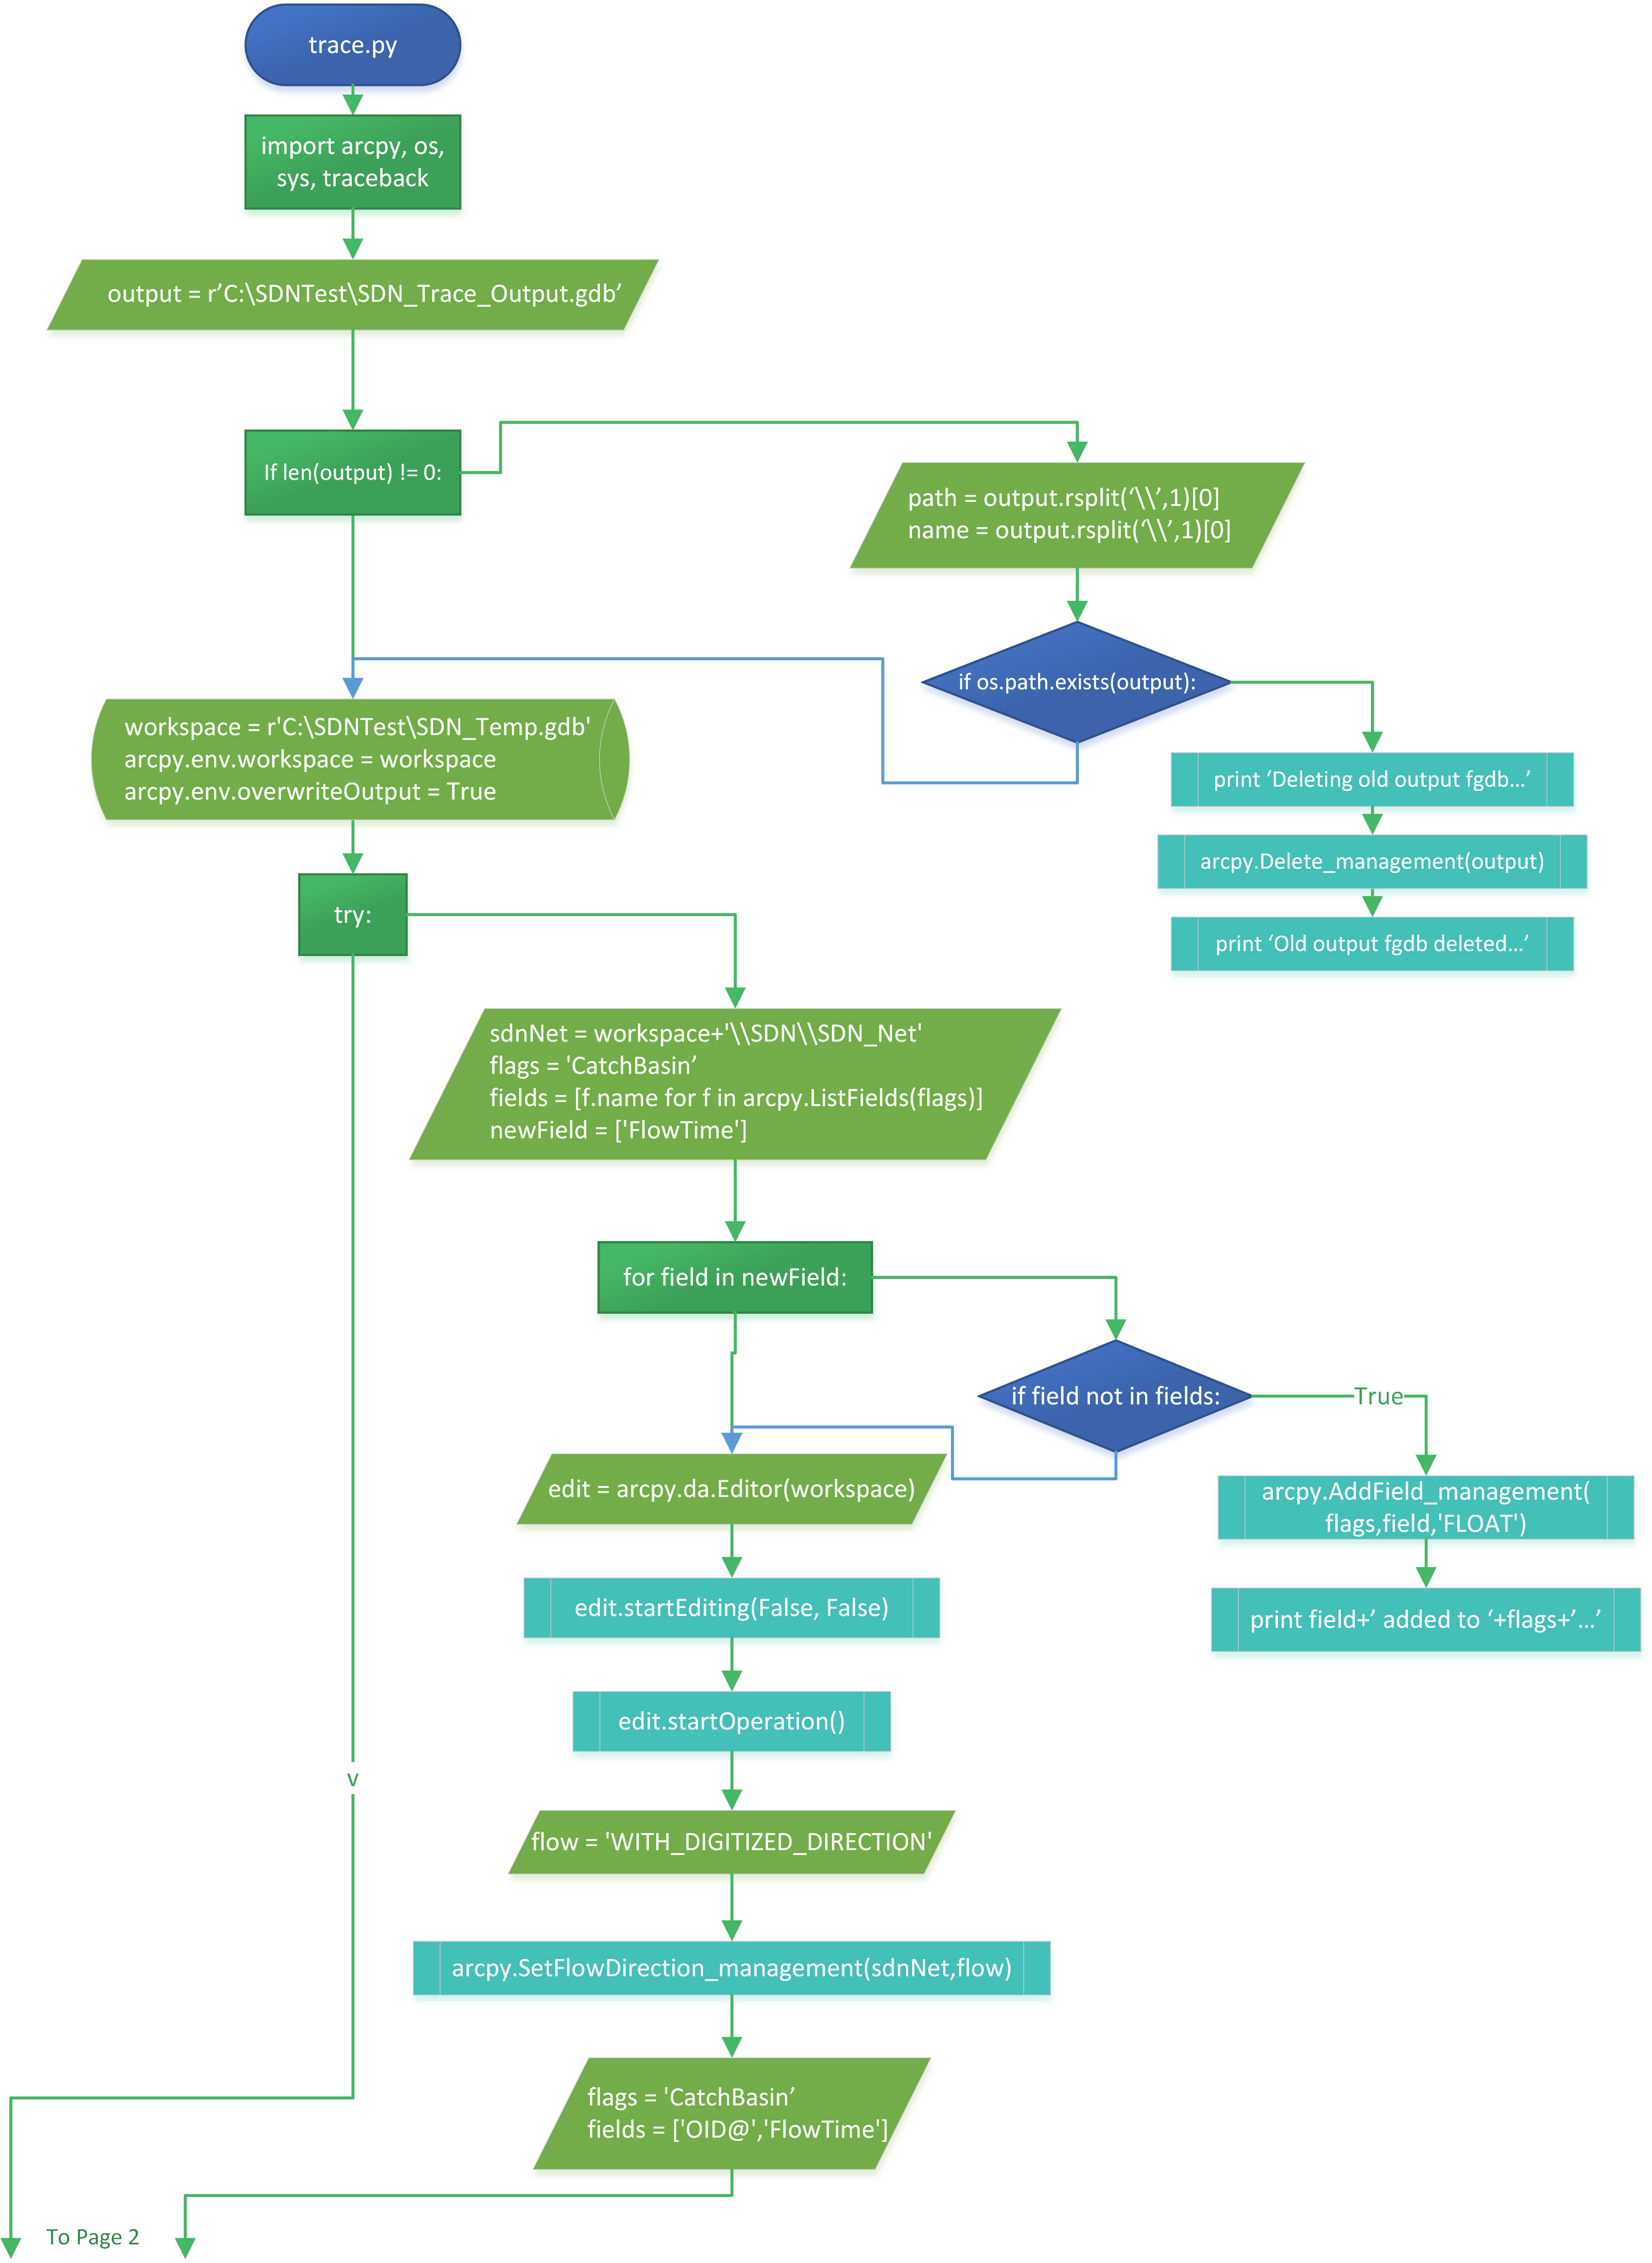 trace.py
import arcpy, os,
sys, traceback
output = r’C:\SDNTest\SDN_Trace_Output.gdb’
If len(output) != 0:
path = output.rsplit(‘\\’,1)[0]
name = output.rsplit(‘\\’,1)[0]
if os.path.exists(output):
print ‘Deleting old output fgdb…’
arcpy.Delete_management(output)
print ‘Old output fgdb deleted…’
workspace = r'C:\SDNTest\SDN_Temp.gdb'
arcpy.env.workspace = workspace
arcpy.env.overwriteOutput = True
try:
sdnNet = workspace+'\\SDN\\SDN_Net'
flags = 'CatchBasin’
fields = [f.name for f in arcpy.ListFields(flags)]
newField = ['FlowTime']
for field in newField:
if field not in fields:
True
arcpy.AddField_management(
flags,field,'FLOAT')
print field+’ added to ‘+flags+’…’
edit = arcpy.da.Editor(workspace)
edit.startEditing(False, False)
edit.startOperation()
v
flow = 'WITH_DIGITIZED_DIRECTION'
arcpy.SetFlowDirection_management(sdnNet,flow)
flags = 'CatchBasin’
fields = ['OID@','FlowTime']
To Page 2